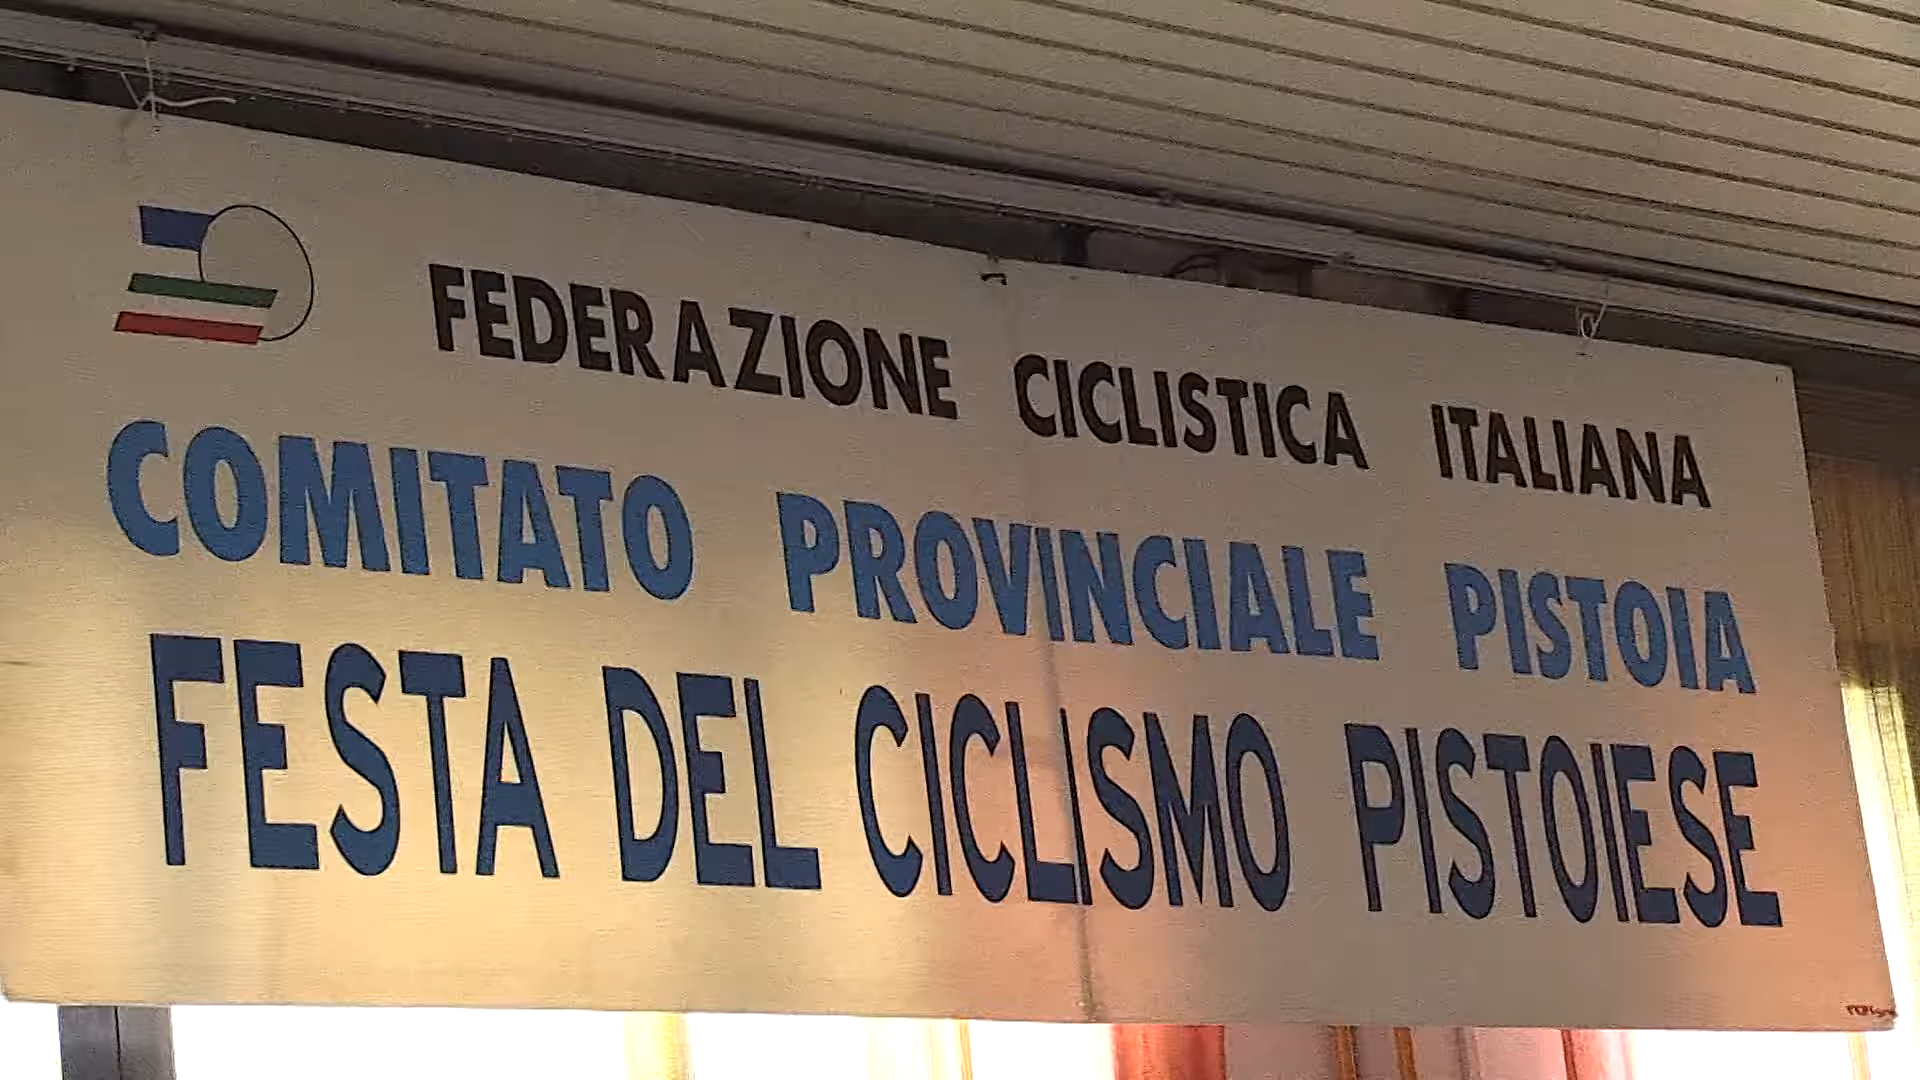 FEDERAZIONE CICLISTICA ITALIANA
COMITATO PROVINCIALE PISTOIA
FESTA DEL CICLISMO PISTOIESE